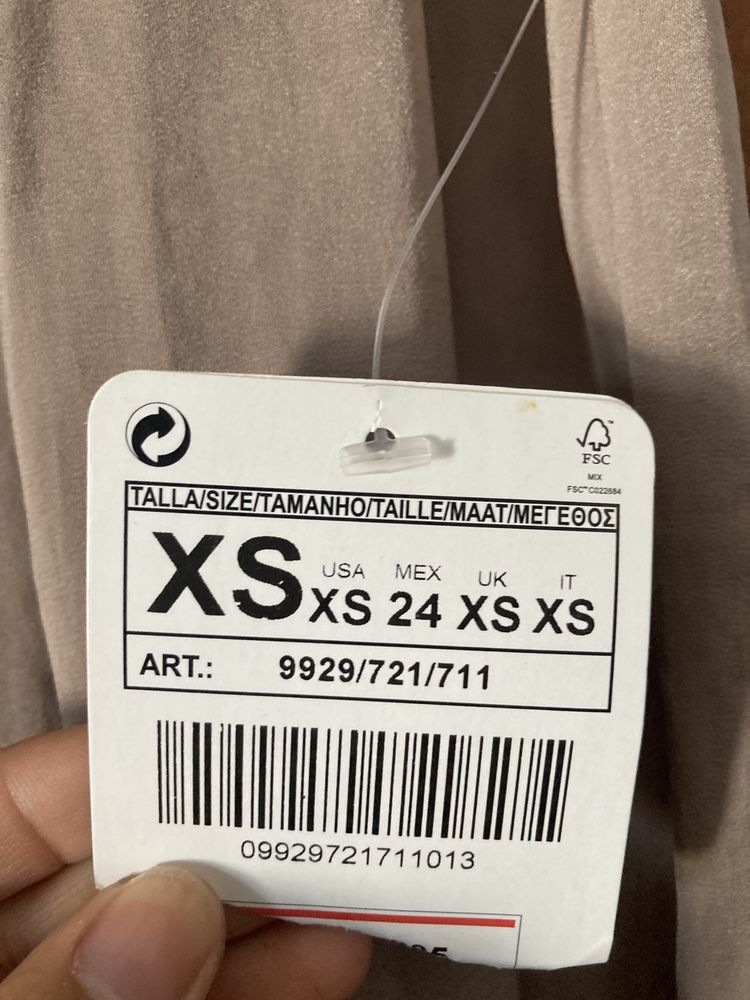 FSC™
MIX
FSC™ C022884
TALLA/SIZE/TAMANHO/TAILLE/MAAT/ΜΕΓΕΘΟΣ
XS USA XS MEX 24 UK XS IT XS
ART.: 9929/721/711
09929721711013